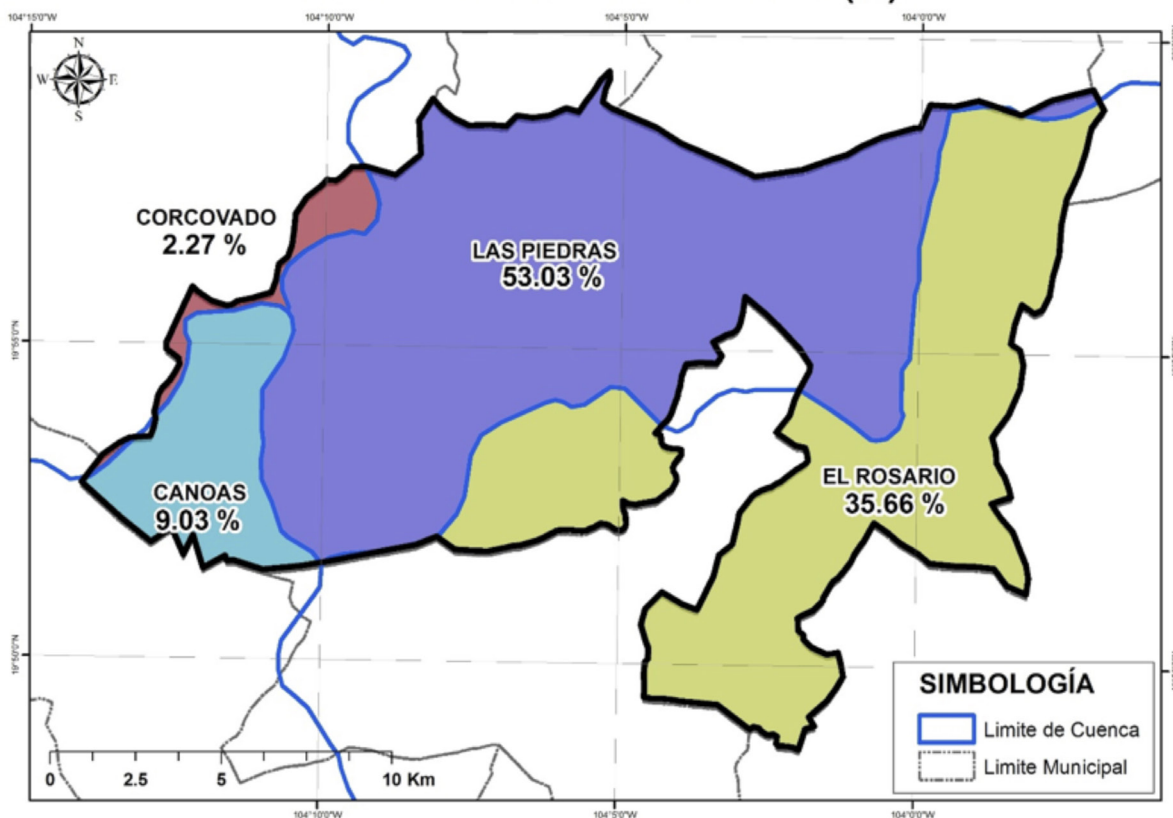 104°15'0"W 104°10'0"W 104°5'0"W 104°0'0"W
N
W E
S
CORCOVADO
2.27 %
LAS PIEDRAS
53.03 %
19°55'0"N
CANOAS
9.03 %
EL ROSARIO
35.66 %
19°50'0"N
SIMBOLOGÍA
Limite de Cuenca
Limite Municipal
0 2.5 5 10 Km
104°10'0"W 104°5'0"W 104°0'0"W